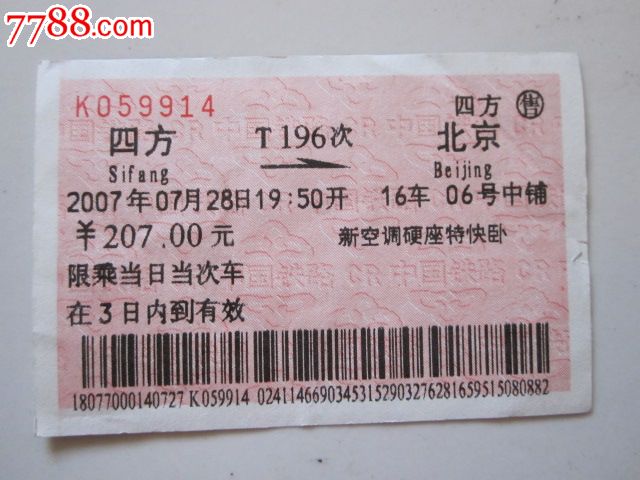 7788.com
K059914 四方 售
四方 T196次 北京
Sifang Beijing
2007年07月28日19:50开 16车 06号中铺
￥207.00元 新空调硬座特快卧
限乘当日当次车
在3日内到有效
18077000140727 K059914 02411466903453152903276281659515080882